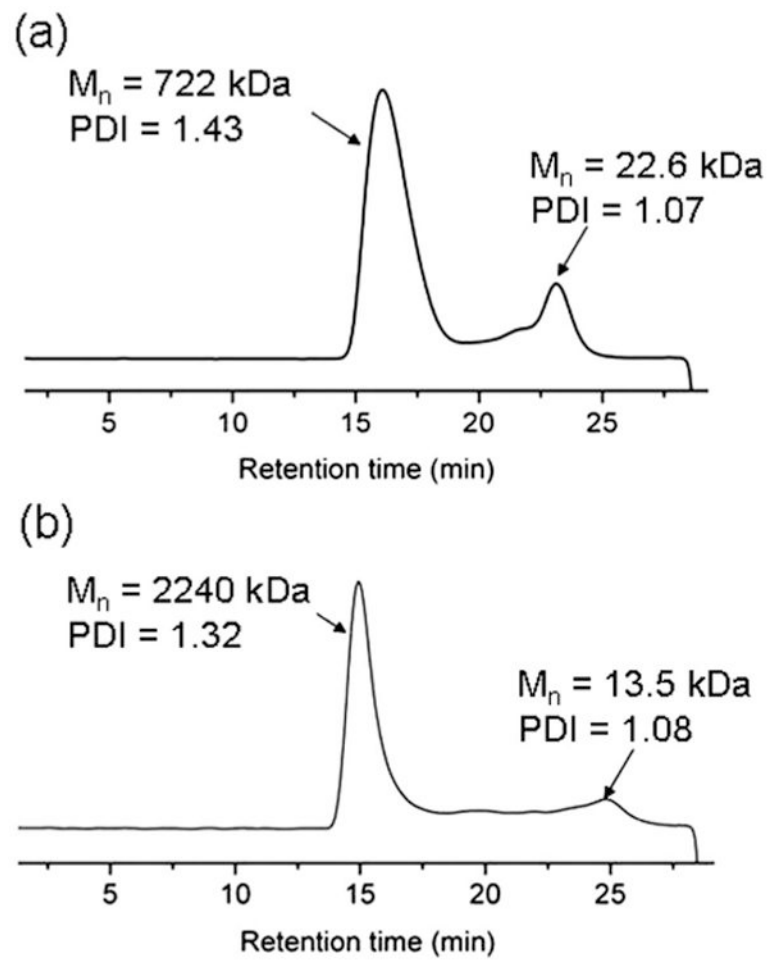 (a)
Mn = 722 kDa
PDI = 1.43
Mn = 22.6 kDa
PDI = 1.07
5 10 15 20 25
Retention time (min)
(b)
Mn = 2240 kDa
PDI = 1.32
Mn = 13.5 kDa
PDI = 1.08
5 10 15 20 25
Retention time (min)